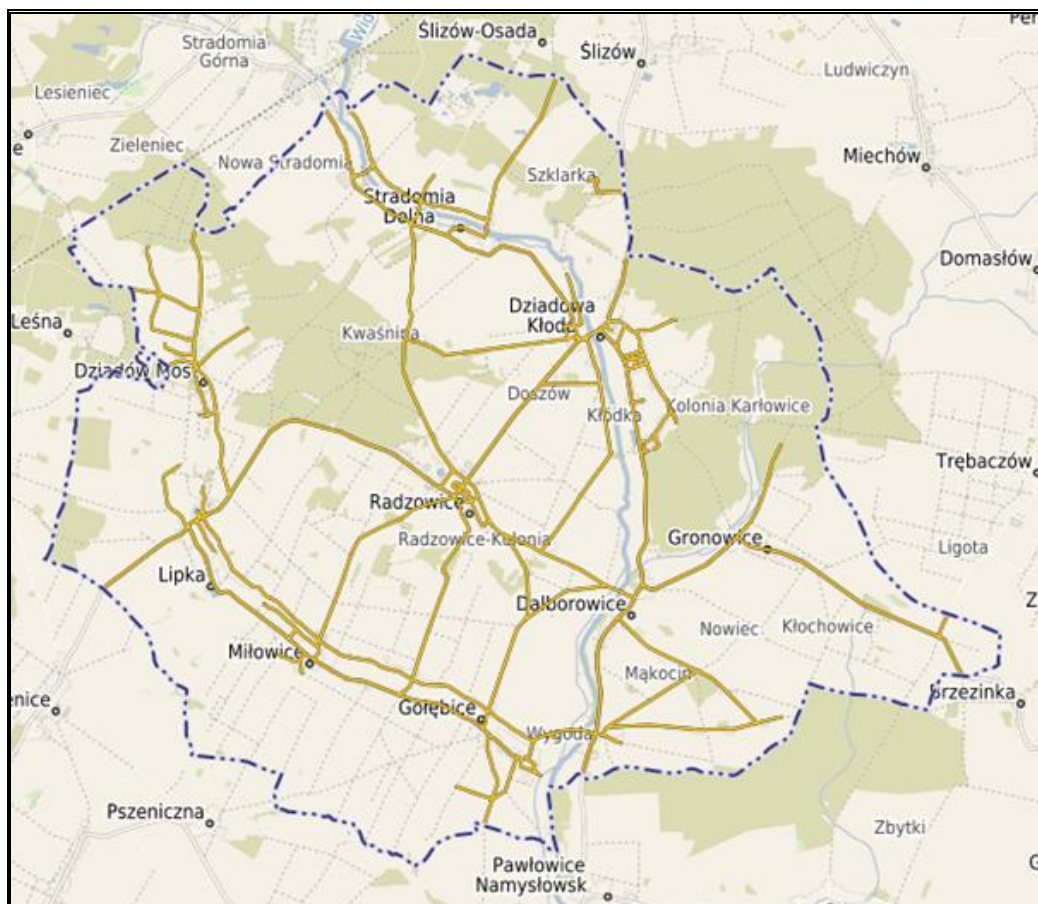 Ślizów-Osada
Stradomia
Górna
Ślizów
Ludwiczyn
Lesieniec
Zieleniec
Miechów
Nowa Stradomia
Szklarka
Stradomia
Dolna
Domasłów
Dziadowa
Kłoda
Leśna
Kwaśnina
Dziadów Most
Doszów
Kłódka
Kolonia Karłowice
Trębaczów
Radzowice
Radzowice-Kolonia
Gronowice
Ligota
Lipka
Dalborowice
Nowiec
Kłochowice
Miłowice
Mąkocin
Brzezinka
enice
Gołębice
Wygoda
Pszeniczna
Zbytki
Pawłowice
Namysłowsk